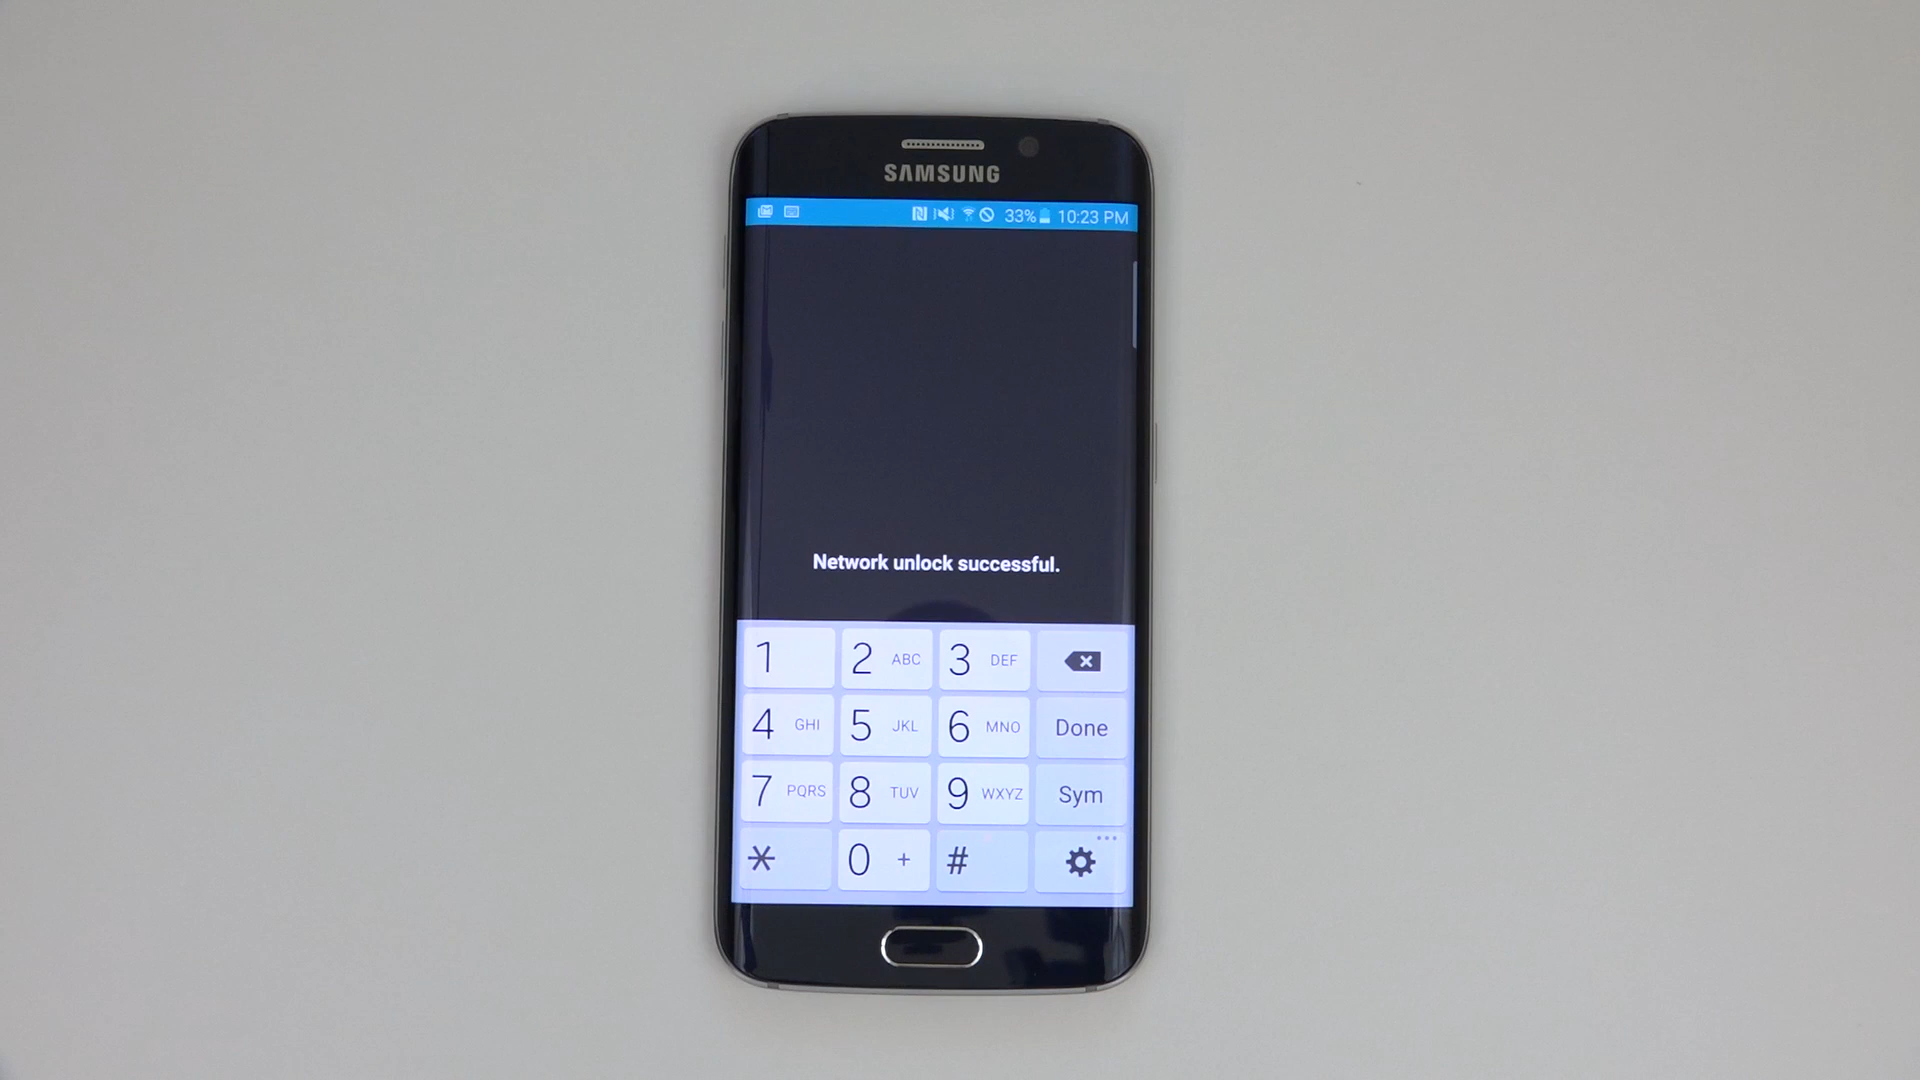 SAMSUNG
33% 10:23 PM
Network unlock successful.
1 2 ABC 3 DEF
4 GHI 5 JKL 6 MNO Done
7 PQRS 8 TUV 9 WXYZ Sym
* 0 + #